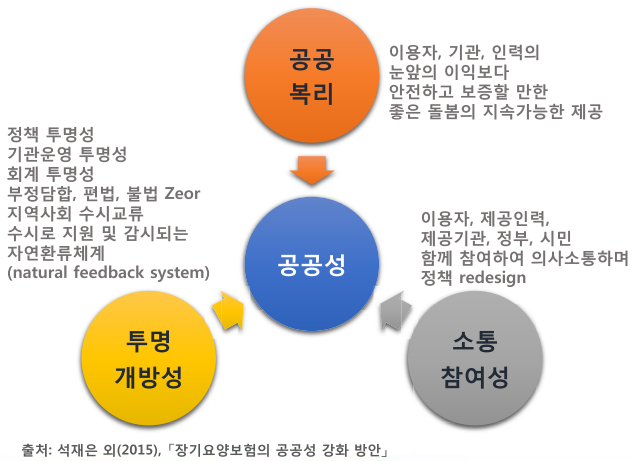 공공
복리
이용자, 기관, 인력의
눈앞의 이익보다
안전하고 보증할 만한
좋은 돌봄의 지속가능한 제공
정책 투명성
기관운영 투명성
회계 투명성
부정담합, 편법, 불법 Zeor
지역사회 수시교류
수시로 지원 및 감시되는
자연환류체계
(natural feedback system)
공공성
이용자, 제공인력,
제공기관, 정부, 시민
함께 참여하여 의사소통하며
정책 redesign
투명
개방성
소통
참여성
출처: 석재은 외(2015),「장기요양보험의 공공성 강화 방안」